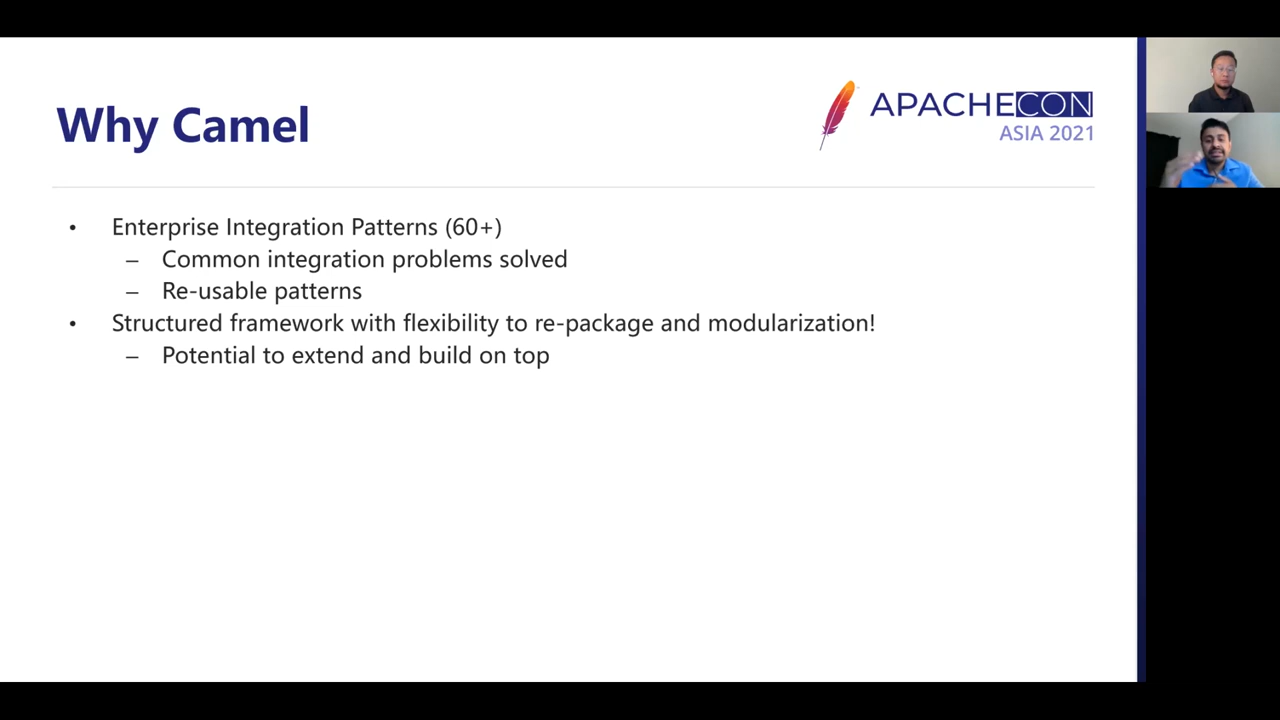 Why Camel
APACHECON
ASIA 2021
• Enterprise Integration Patterns (60+)
– Common integration problems solved
– Re-usable patterns
• Structured framework with flexibility to re-package and modularization!
– Potential to extend and build on top